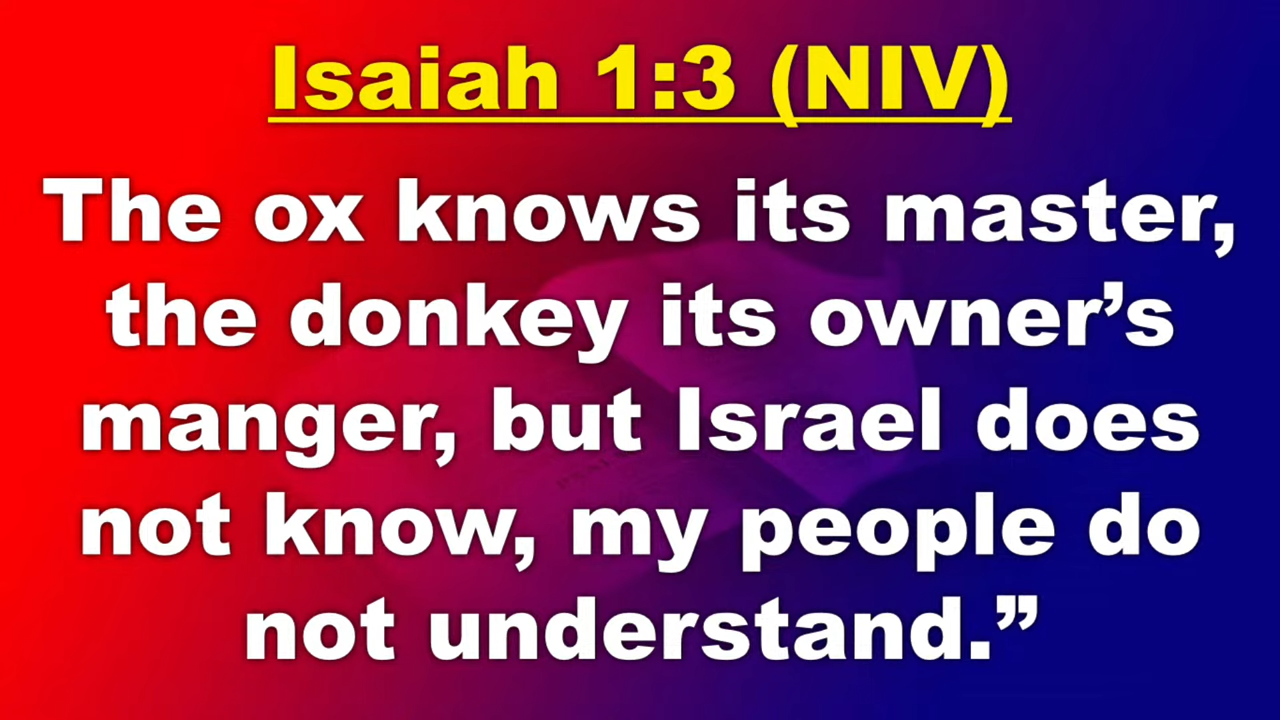 Isaiah 1:3 (NIV)
The ox knows its master,
the donkey its owner’s
manger, but Israel does
not know, my people do
not understand.”